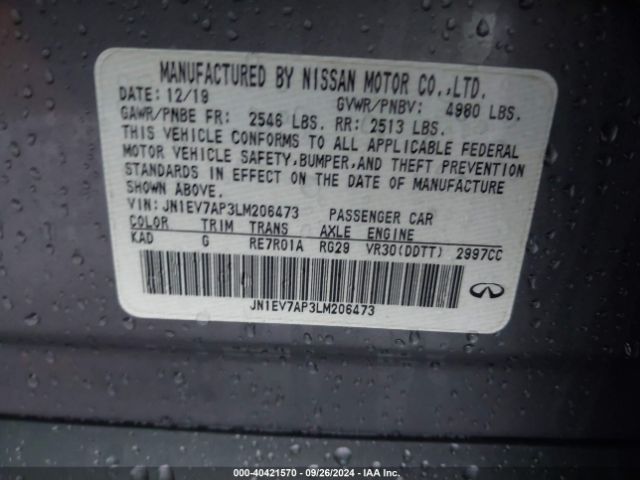 MANUFACTURED BY NISSAN MOTOR CO.,LTD.
DATE: 12/19 GVWR/PNBV: 4980 LBS.
GAWR/PNBE FR: 2546 LBS. RR: 2513 LBS.
THIS VEHICLE CONFORMS TO ALL APPLICABLE FEDERAL
MOTOR VEHICLE SAFETY,BUMPER,AND THEFT PREVENTION
STANDARDS IN EFFECT ON THE DATE OF MANUFACTURE
SHOWN ABOVE.
VIN: JN1EV7AP3LM206473 PASSENGER CAR
COLOR TRIM TRANS AXLE ENGINE
KAD G RE7R01A RG29 VR30(DDTT) 2997CC
JN1EV7AP3LM206473
000-40421570 - 09/26/2024 - IAA Inc.